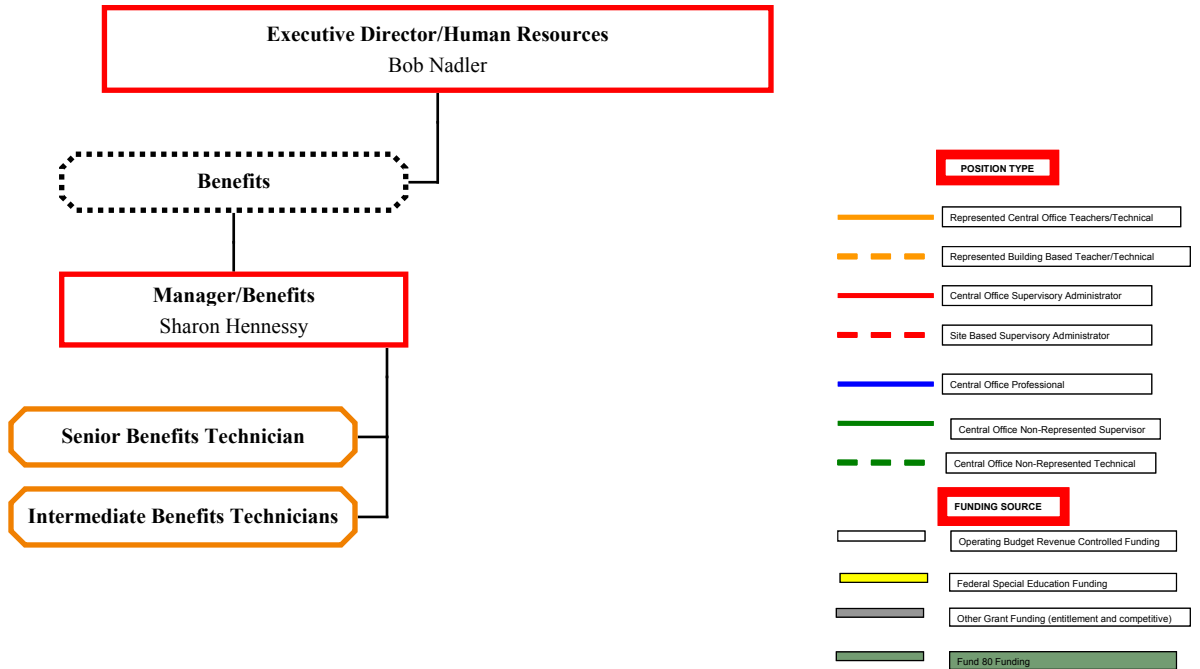 Executive Director/Human Resources
Bob Nadler
Benefits
Manager/Benefits
Sharon Hennessy
Senior Benefits Technician
Intermediate Benefits Technicians
POSITION TYPE
Represented Central Office Teachers/Technical
Represented Building Based Teacher/Technical
Central Office Supervisory Administrator
Site Based Supervisory Administrator
Central Office Professional
Central Office Non-Represented Supervisor
Central Office Non-Represented Technical
FUNDING SOURCE
Operating Budget Revenue Controlled Funding
Federal Special Education Funding
Other Grant Funding (entitlement and competitive)
Fund 80 Funding